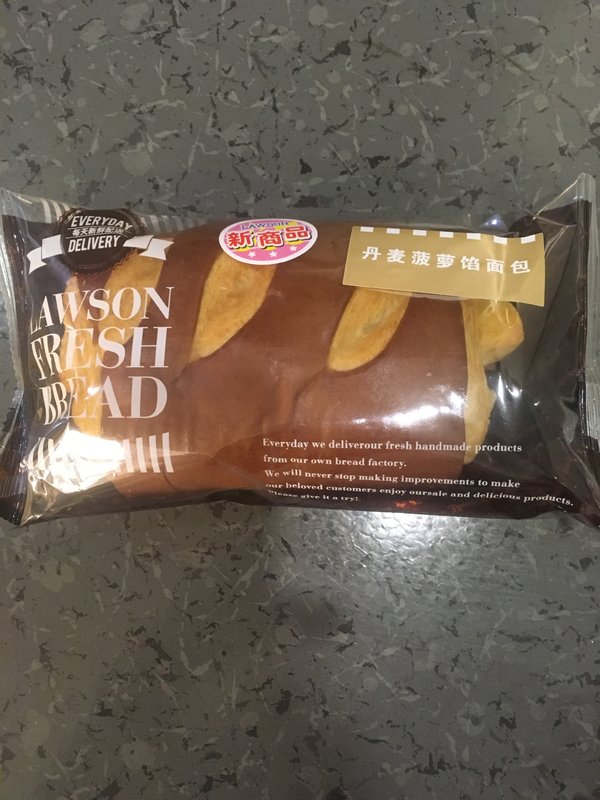 EVERYDAY
每天新鲜配送
DELIVERY
LAWSON
新商品
丹麦菠萝馅面包
LAWSON
FRESH
BREAD
Everyday we deliverour fresh handmade products
from our own bread factory.
We will never stop making improvements to make
our beloved customers enjoy oursale and delicious products.
Please give it a try!